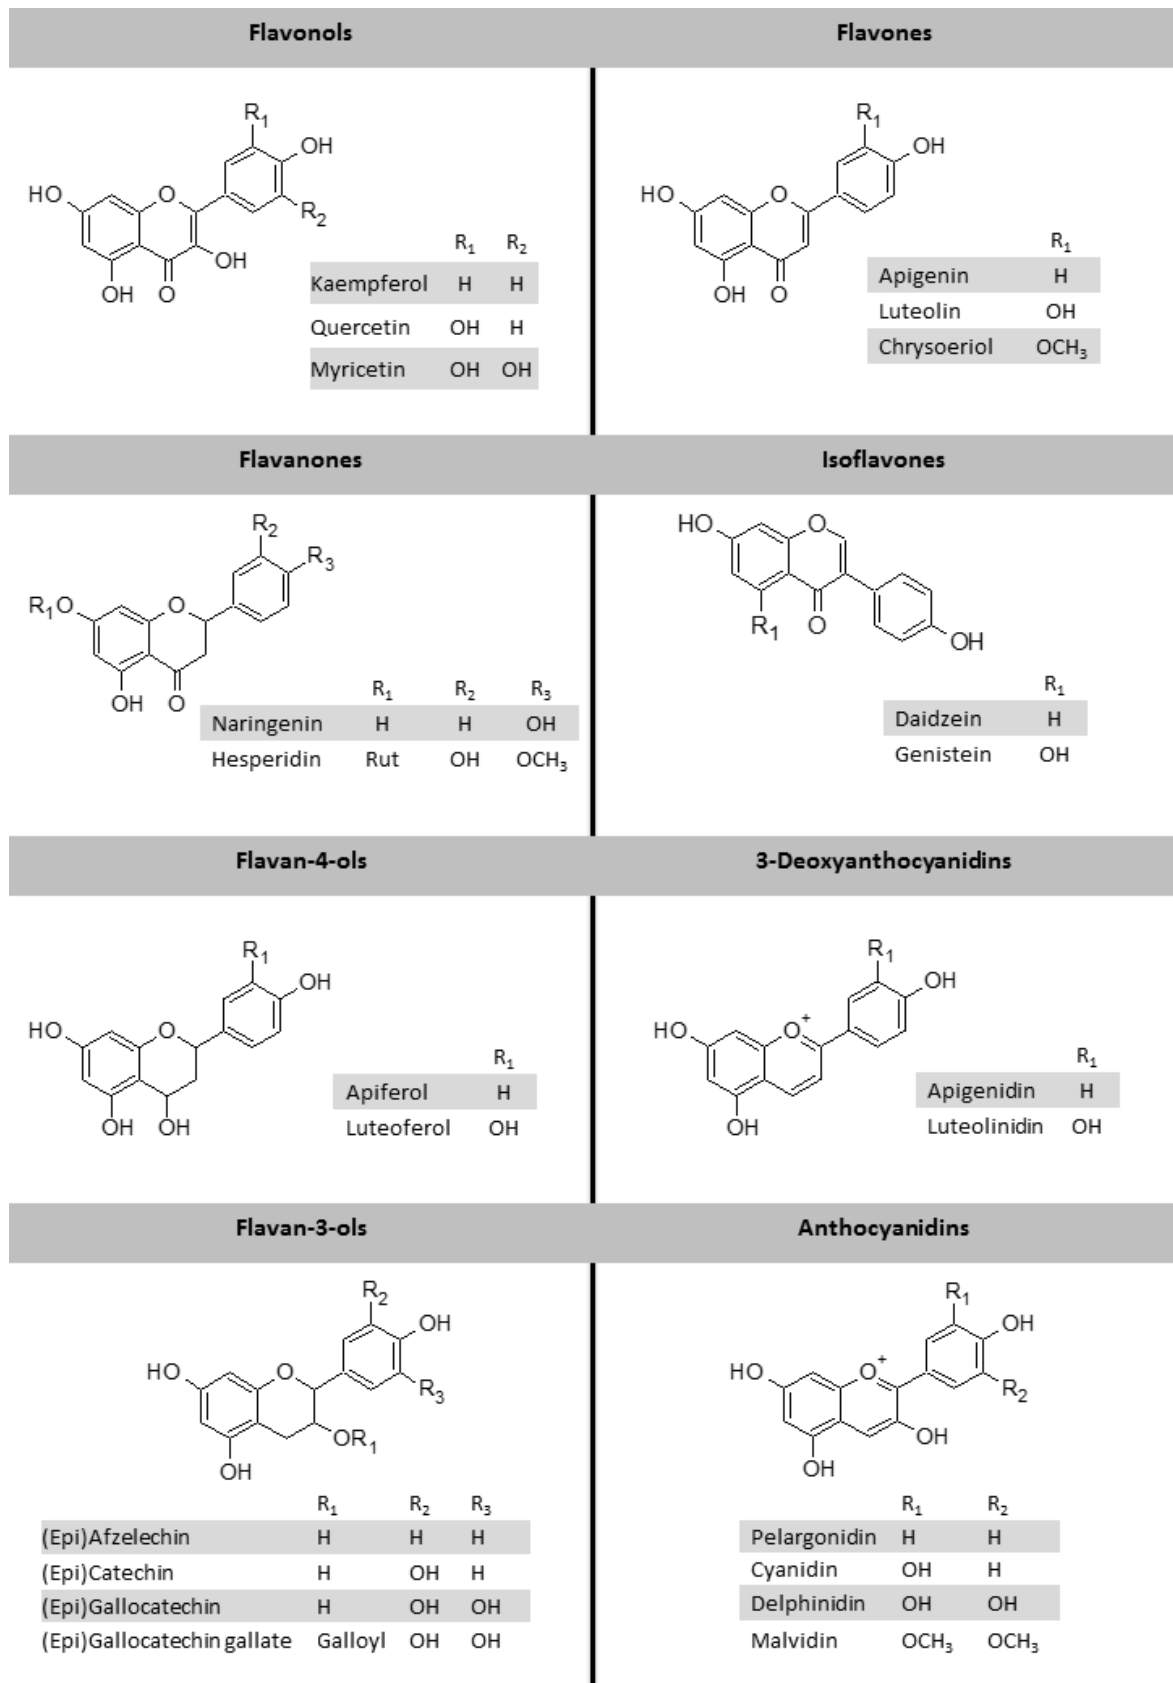 Flavonols
R1
OH
HO
O
R2
OH
OH
O
R1 R2
Kaempferol H H
Quercetin OH H
Myricetin OH OH
Flavones
R1
OH
HO
O
OH
O
R1
Apigenin H
Luteolin OH
Chrysoeriol OCH3
Flavanones
R2
R3
R1O
O
OH
O
R1 R2 R3
Naringenin H H OH
Hesperidin Rut OH OCH3
Isoflavones
HO
O
R1
O
OH
R1
Daidzein H
Genistein OH
Flavan-4-ols
R1
OH
HO
O
OH OH
R1
Apiferol H
Luteoferol OH
3-Deoxyanthocyanidins
R1
OH
HO
O+
OH
R1
Apigenidin H
Luteolinidin OH
Flavan-3-ols
R2
OH
HO
O
R3
OR1
OH
R1 R2 R3
(Epi)Afzelechin H H H
(Epi)Catechin H OH H
(Epi)Gallocatechin H OH OH
(Epi)Gallocatechin gallate Galloyl OH OH
Anthocyanidins
R1
OH
HO
O+
R2
OH
OH
R1 R2
Pelargonidin H H
Cyanidin OH H
Delphinidin OH OH
Malvidin OCH3 OCH3